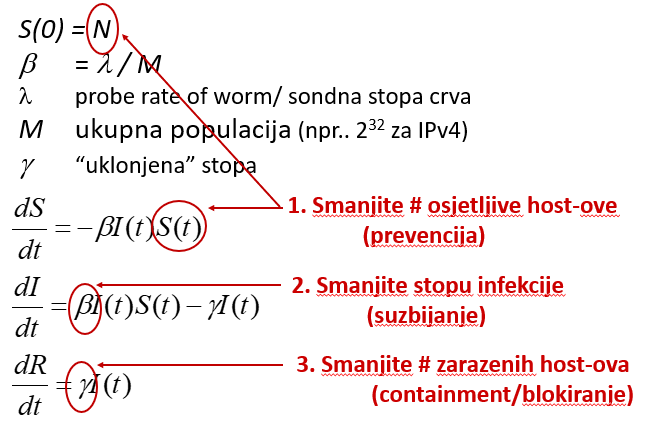 S(0) = N
β = λ / M
λ probe rate of worm/ sondna stopa crva
M ukupna populacija (npr.. 2³² za IPv4)
γ “uklonjena” stopa
dS/dt = −βI(t)S(t)
1. Smanjite # osjetljive host-ove
(prevencija)
dI/dt = βI(t)S(t) − γI(t)
2. Smanjite stopu infekcije
(suzbijanje)
dR/dt = γI(t)
3. Smanjite # zarazenih host-ova
(containment/blokiranje)